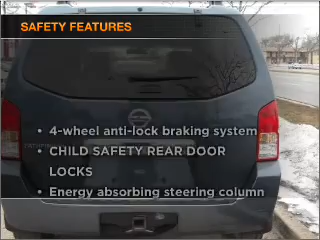 SAFETY FEATURES
• 4-wheel anti-lock braking system
• CHILD SAFETY REAR DOOR
LOCKS
• Energy absorbing steering column